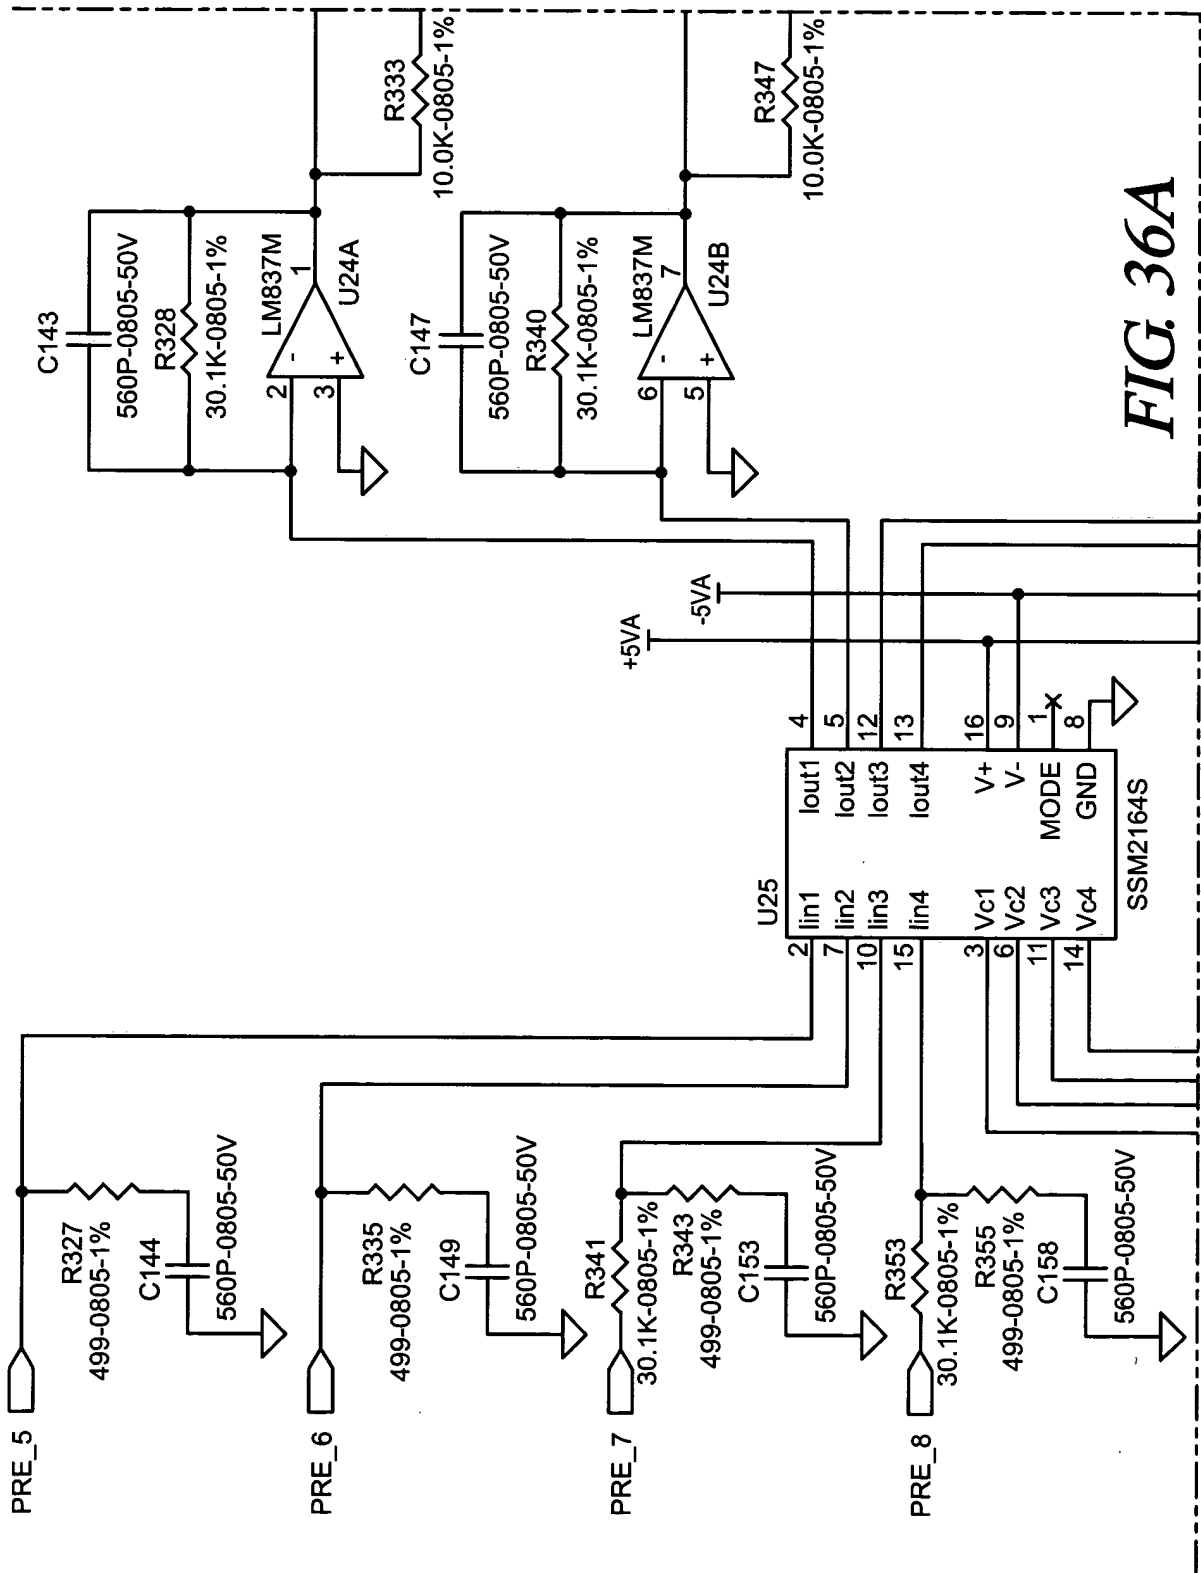 PRE_5
R327
499-0805-1%
C144
560P-0805-50V
PRE_6
R335
499-0805-1%
C149
560P-0805-50V
PRE_7
R341
30.1K-0805-1%
R343
499-0805-1%
C153
560P-0805-50V
PRE_8
R353
30.1K-0805-1%
R355
499-0805-1%
C158
560P-0805-50V
U25
2 Iin1
7 Iin2
10 Iin3
15 Iin4
3 Vc1
6 Vc2
11 Vc3
14 Vc4
Iout1 4
Iout2 5
Iout3 12
Iout4 13
V+ 16
V- 9
MODE 1
GND 8
SSM2164S
+5VA
-5VA
C143
560P-0805-50V
R328
30.1K-0805-1%
LM837M
2 -
3 +
1
U24A
R333
10.0K-0805-1%
C147
560P-0805-50V
R340
30.1K-0805-1%
LM837M
6 -
5 +
7
U24B
R347
10.0K-0805-1%
FIG. 36A